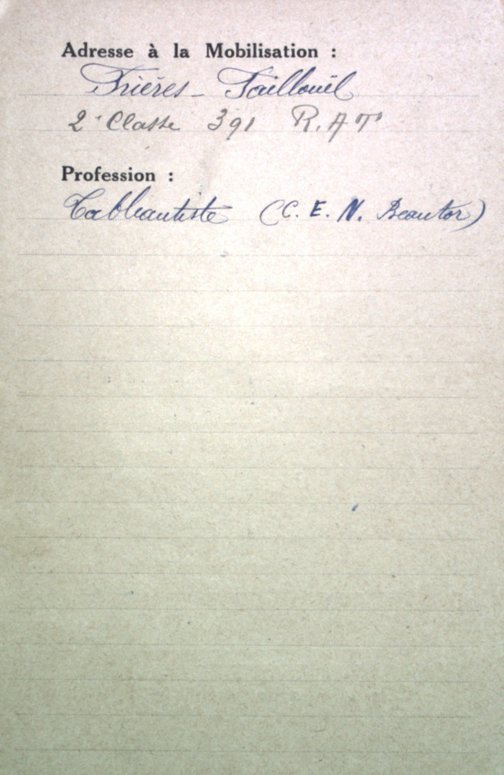 Adresse à la Mobilisation :
Frières - Faillouël
2e Classe 391 R.A.T
Profession :
Tableautiste (C. E. N. Beautor)